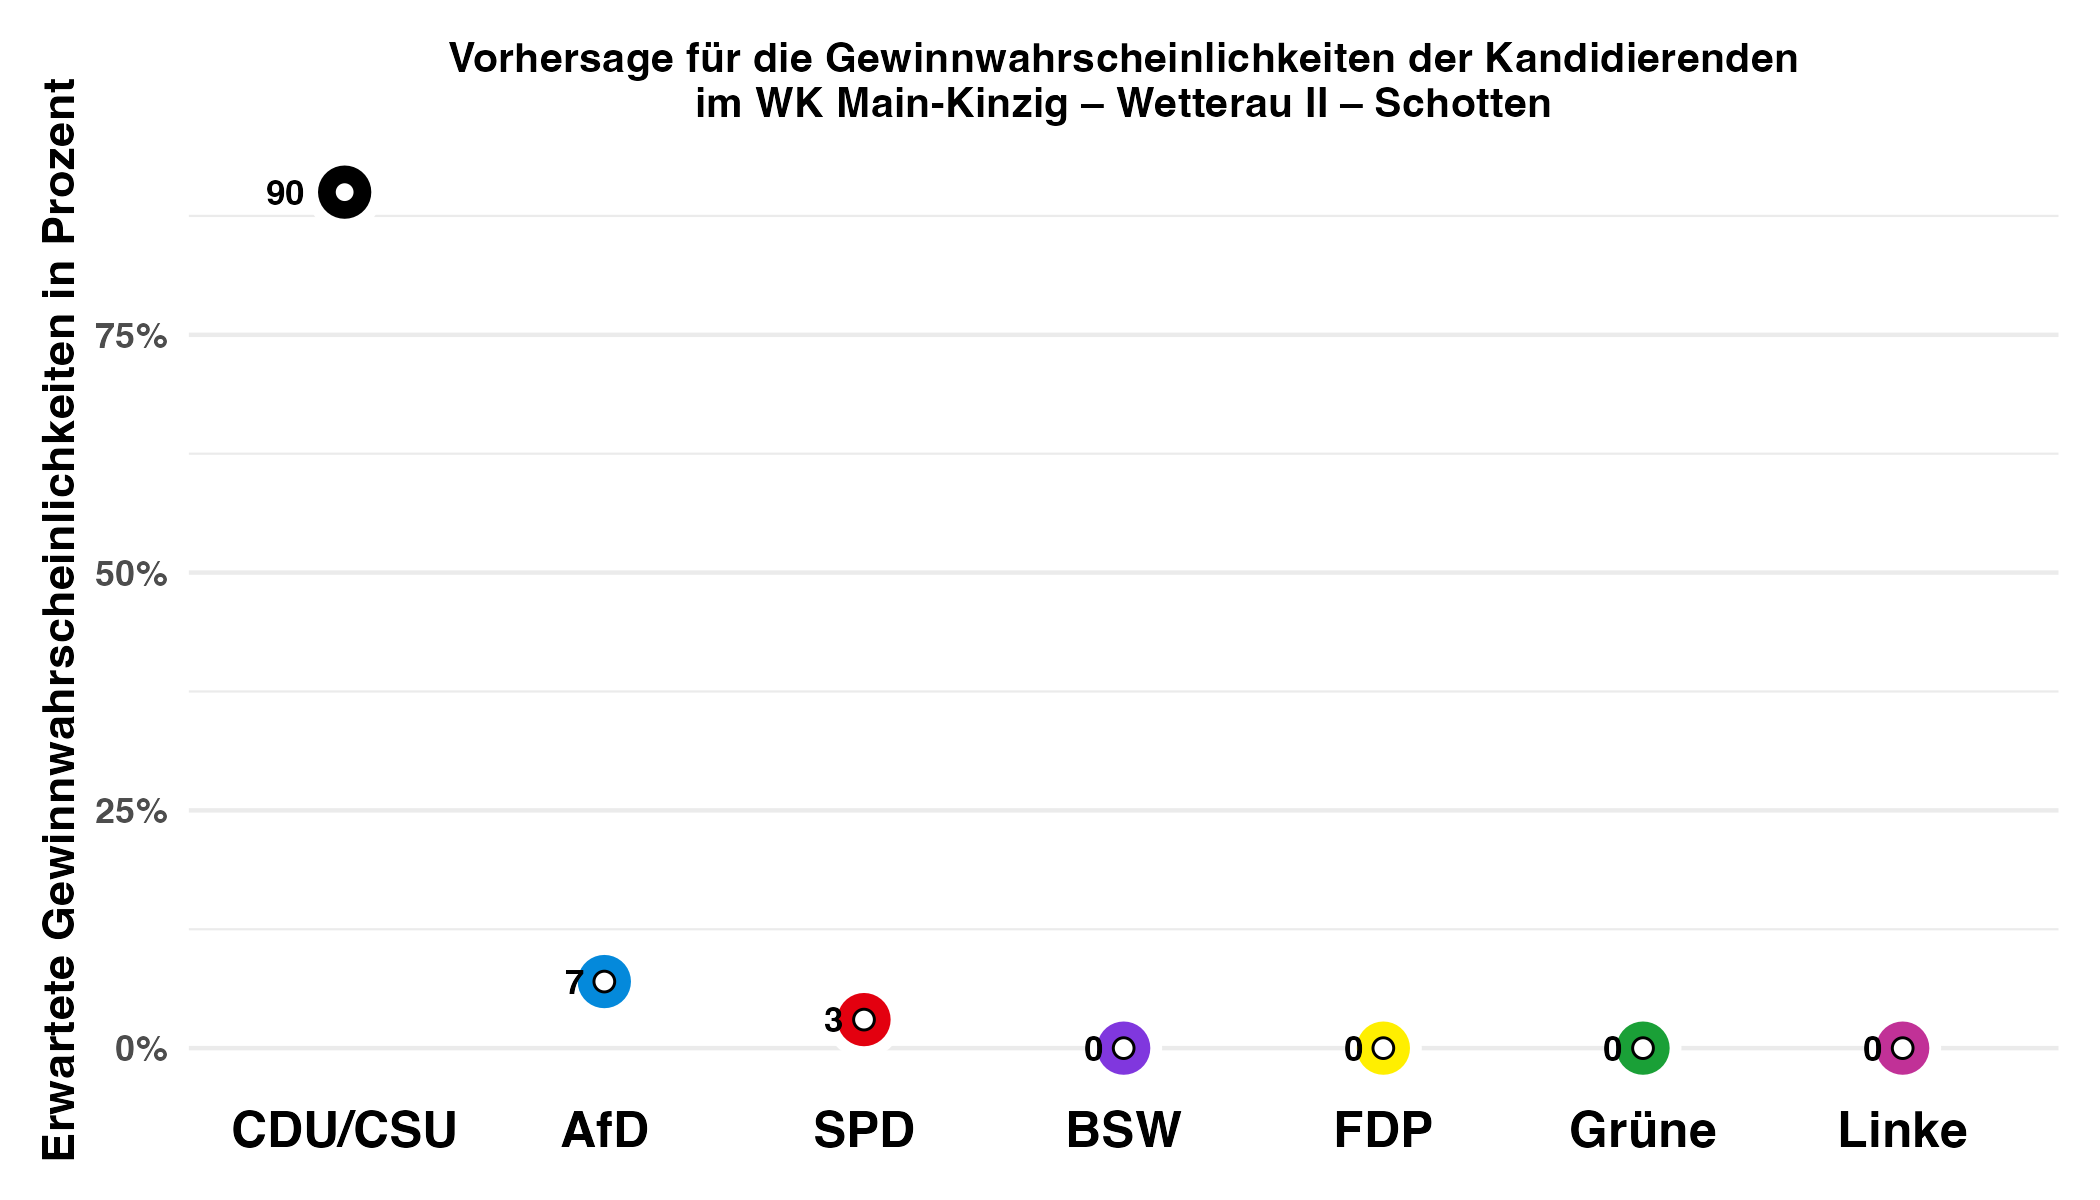 Vorhersage für die Gewinnwahrscheinlichkeiten der Kandidierenden
im WK Main-Kinzig – Wetterau II – Schotten
Erwartete Gewinnwahrscheinlichkeiten in Prozent
75%
50%
25%
0%
90
7
3
0
0
0
0
CDU/CSU
AfD
SPD
BSW
FDP
Grüne
Linke